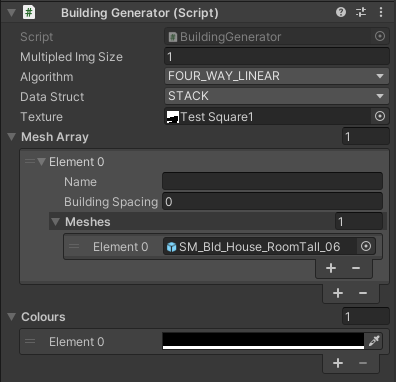 Building Generator (Script)
Script BuildingGenerator
Multipled Img Size 1
Algorithm FOUR_WAY_LINEAR
Data Struct STACK
Texture Test Square1
Mesh Array 1
Element 0
Name
Building Spacing 0
Meshes 1
Element 0 SM_Bld_House_RoomTall_06
+ −
+ −
Colours 1
Element 0
+ −